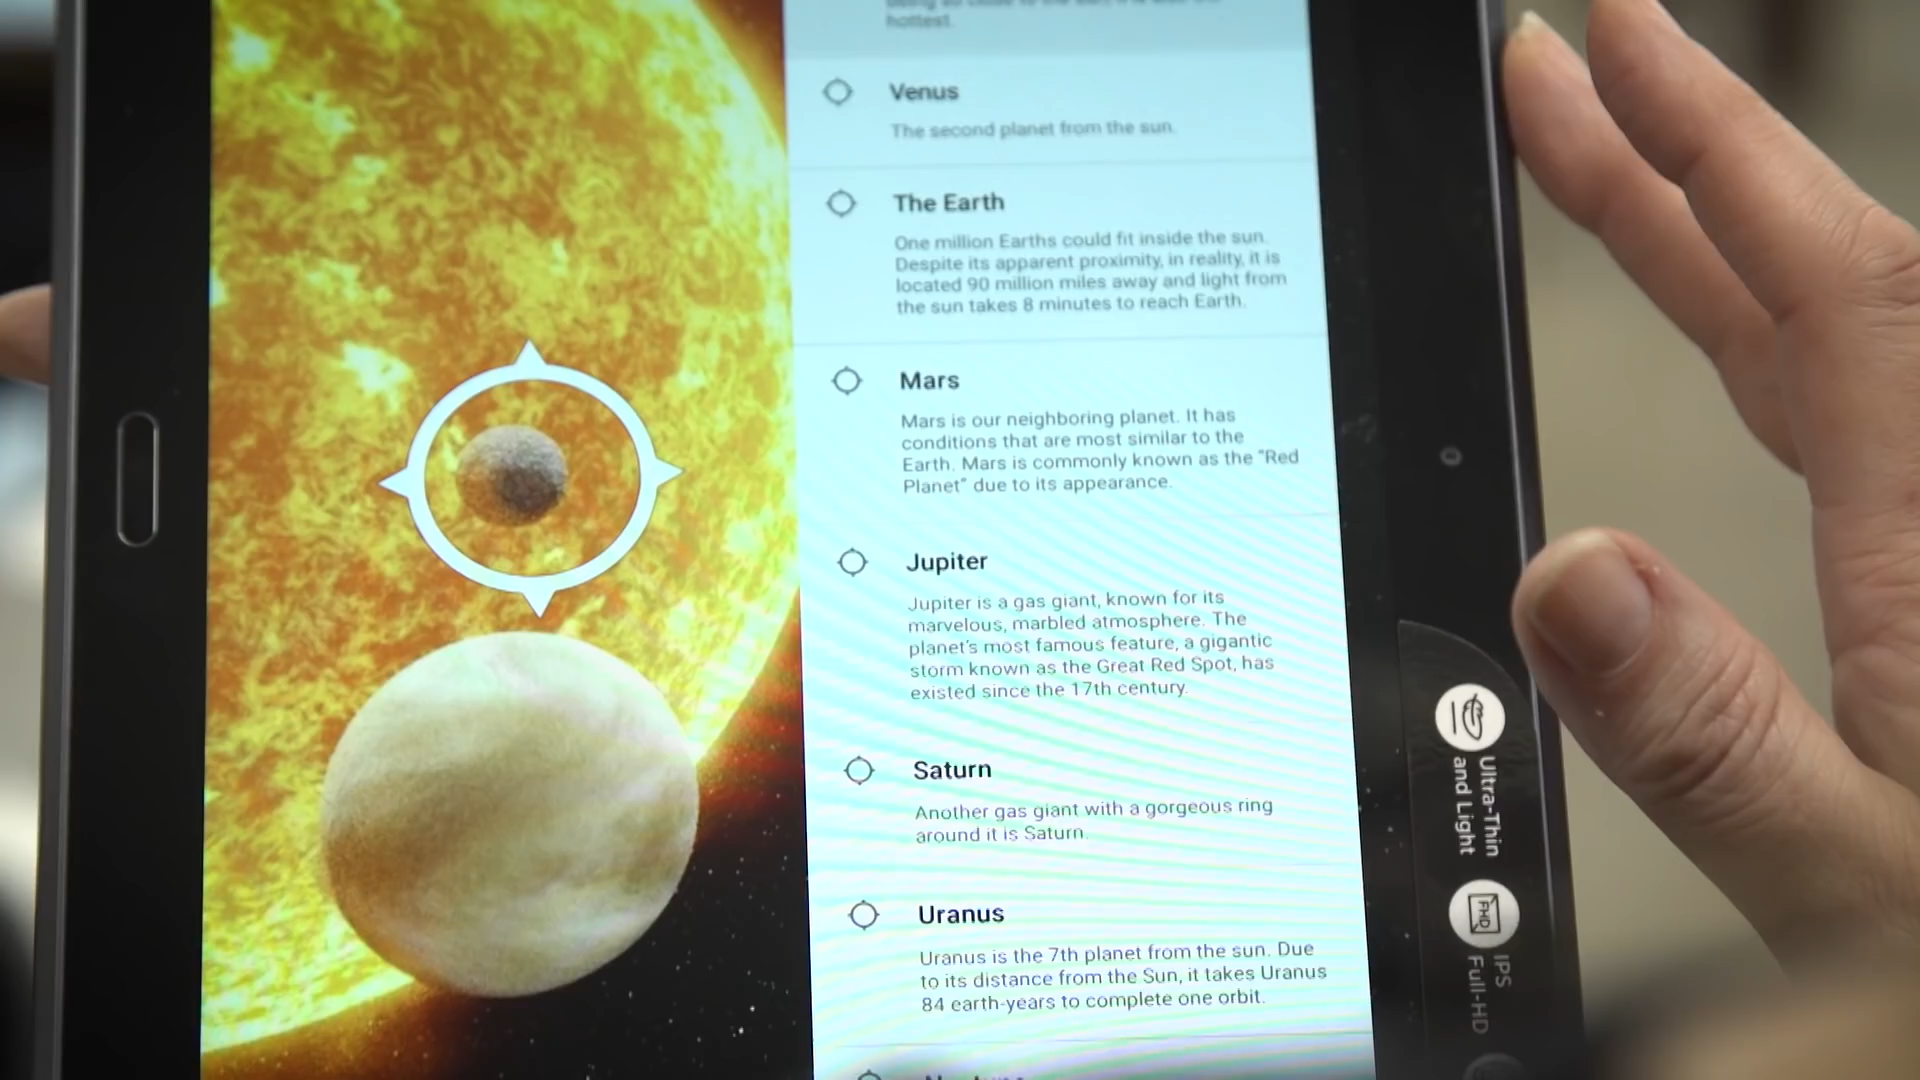 hottest.
Venus
The second planet from the sun.
The Earth
One million Earths could fit inside the sun.
Despite its apparent proximity, in reality, it is
located 90 million miles away and light from
the sun takes 8 minutes to reach Earth.
Mars
Mars is our neighboring planet. It has
conditions that are most similar to the
Earth. Mars is commonly known as the "Red
Planet" due to its appearance.
Jupiter
Jupiter is a gas giant, known for its
marvelous, marbled atmosphere. The
planet's most famous feature, a gigantic
storm known as the Great Red Spot, has
existed since the 17th century.
Saturn
Another gas giant with a gorgeous ring
around it is Saturn.
Uranus
Uranus is the 7th planet from the sun. Due
to its distance from the Sun, it takes Uranus
84 earth-years to complete one orbit.
Ultra-Thin
and Light
FHD
IPS
Full-HD